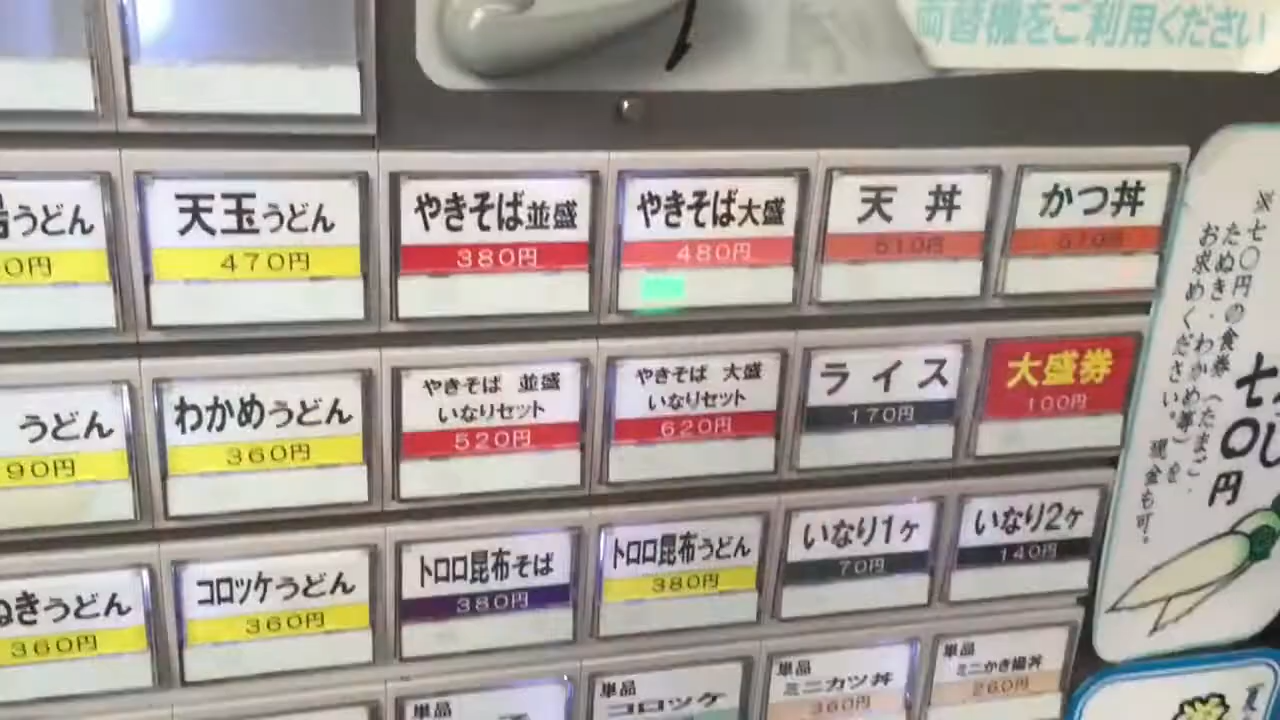 両替機をご利用ください
うどん
0円
天玉うどん
470円
やきそば並盛
380円
やきそば大盛
480円
天 丼
510円
かつ丼
うどん
90円
わかめうどん
360円
やきそば 並盛
いなりセット
520円
やきそば 大盛
いなりセット
620円
ライス
170円
大盛券
100円
ぬきうどん
360円
コロッケうどん
360円
トロロ昆布そば
380円
トロロ昆布うどん
380円
いなり1ヶ
70円
いなり2ヶ
140円
単品
単品
コロッケ
単品
ミニカツ丼
360円
単品
ミニかき揚丼
260円
※七〇円の食券(たまご・
たぬき・わかめ等)を
お求めください。現金も可。
七〇円
夏